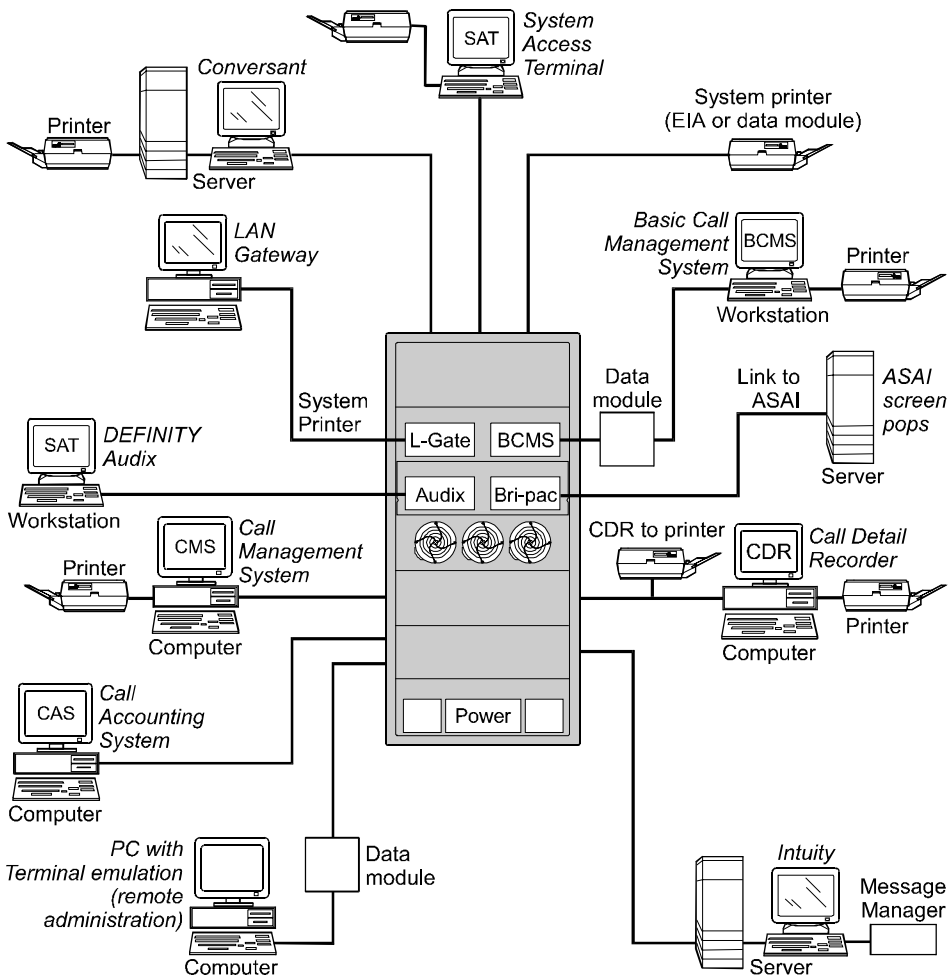 SAT
System
Access
Terminal
Conversant
Printer
Server
System printer
(EIA or data module)
LAN
Gateway
Basic Call
Management
System
BCMS
Printer
Workstation
System
Printer
Data
module
Link to
ASAI
ASAI
screen
pops
Server
L-Gate
BCMS
SAT
DEFINITY
Audix
Workstation
Audix
Bri-pac
CMS
Call
Management
System
Printer
Computer
CDR to printer
CDR
Call Detail
Recorder
Computer
Printer
CAS
Call
Accounting
System
Computer
Power
PC with
Terminal emulation
(remote
administration)
Computer
Data
module
Intuity
Server
Message
Manager